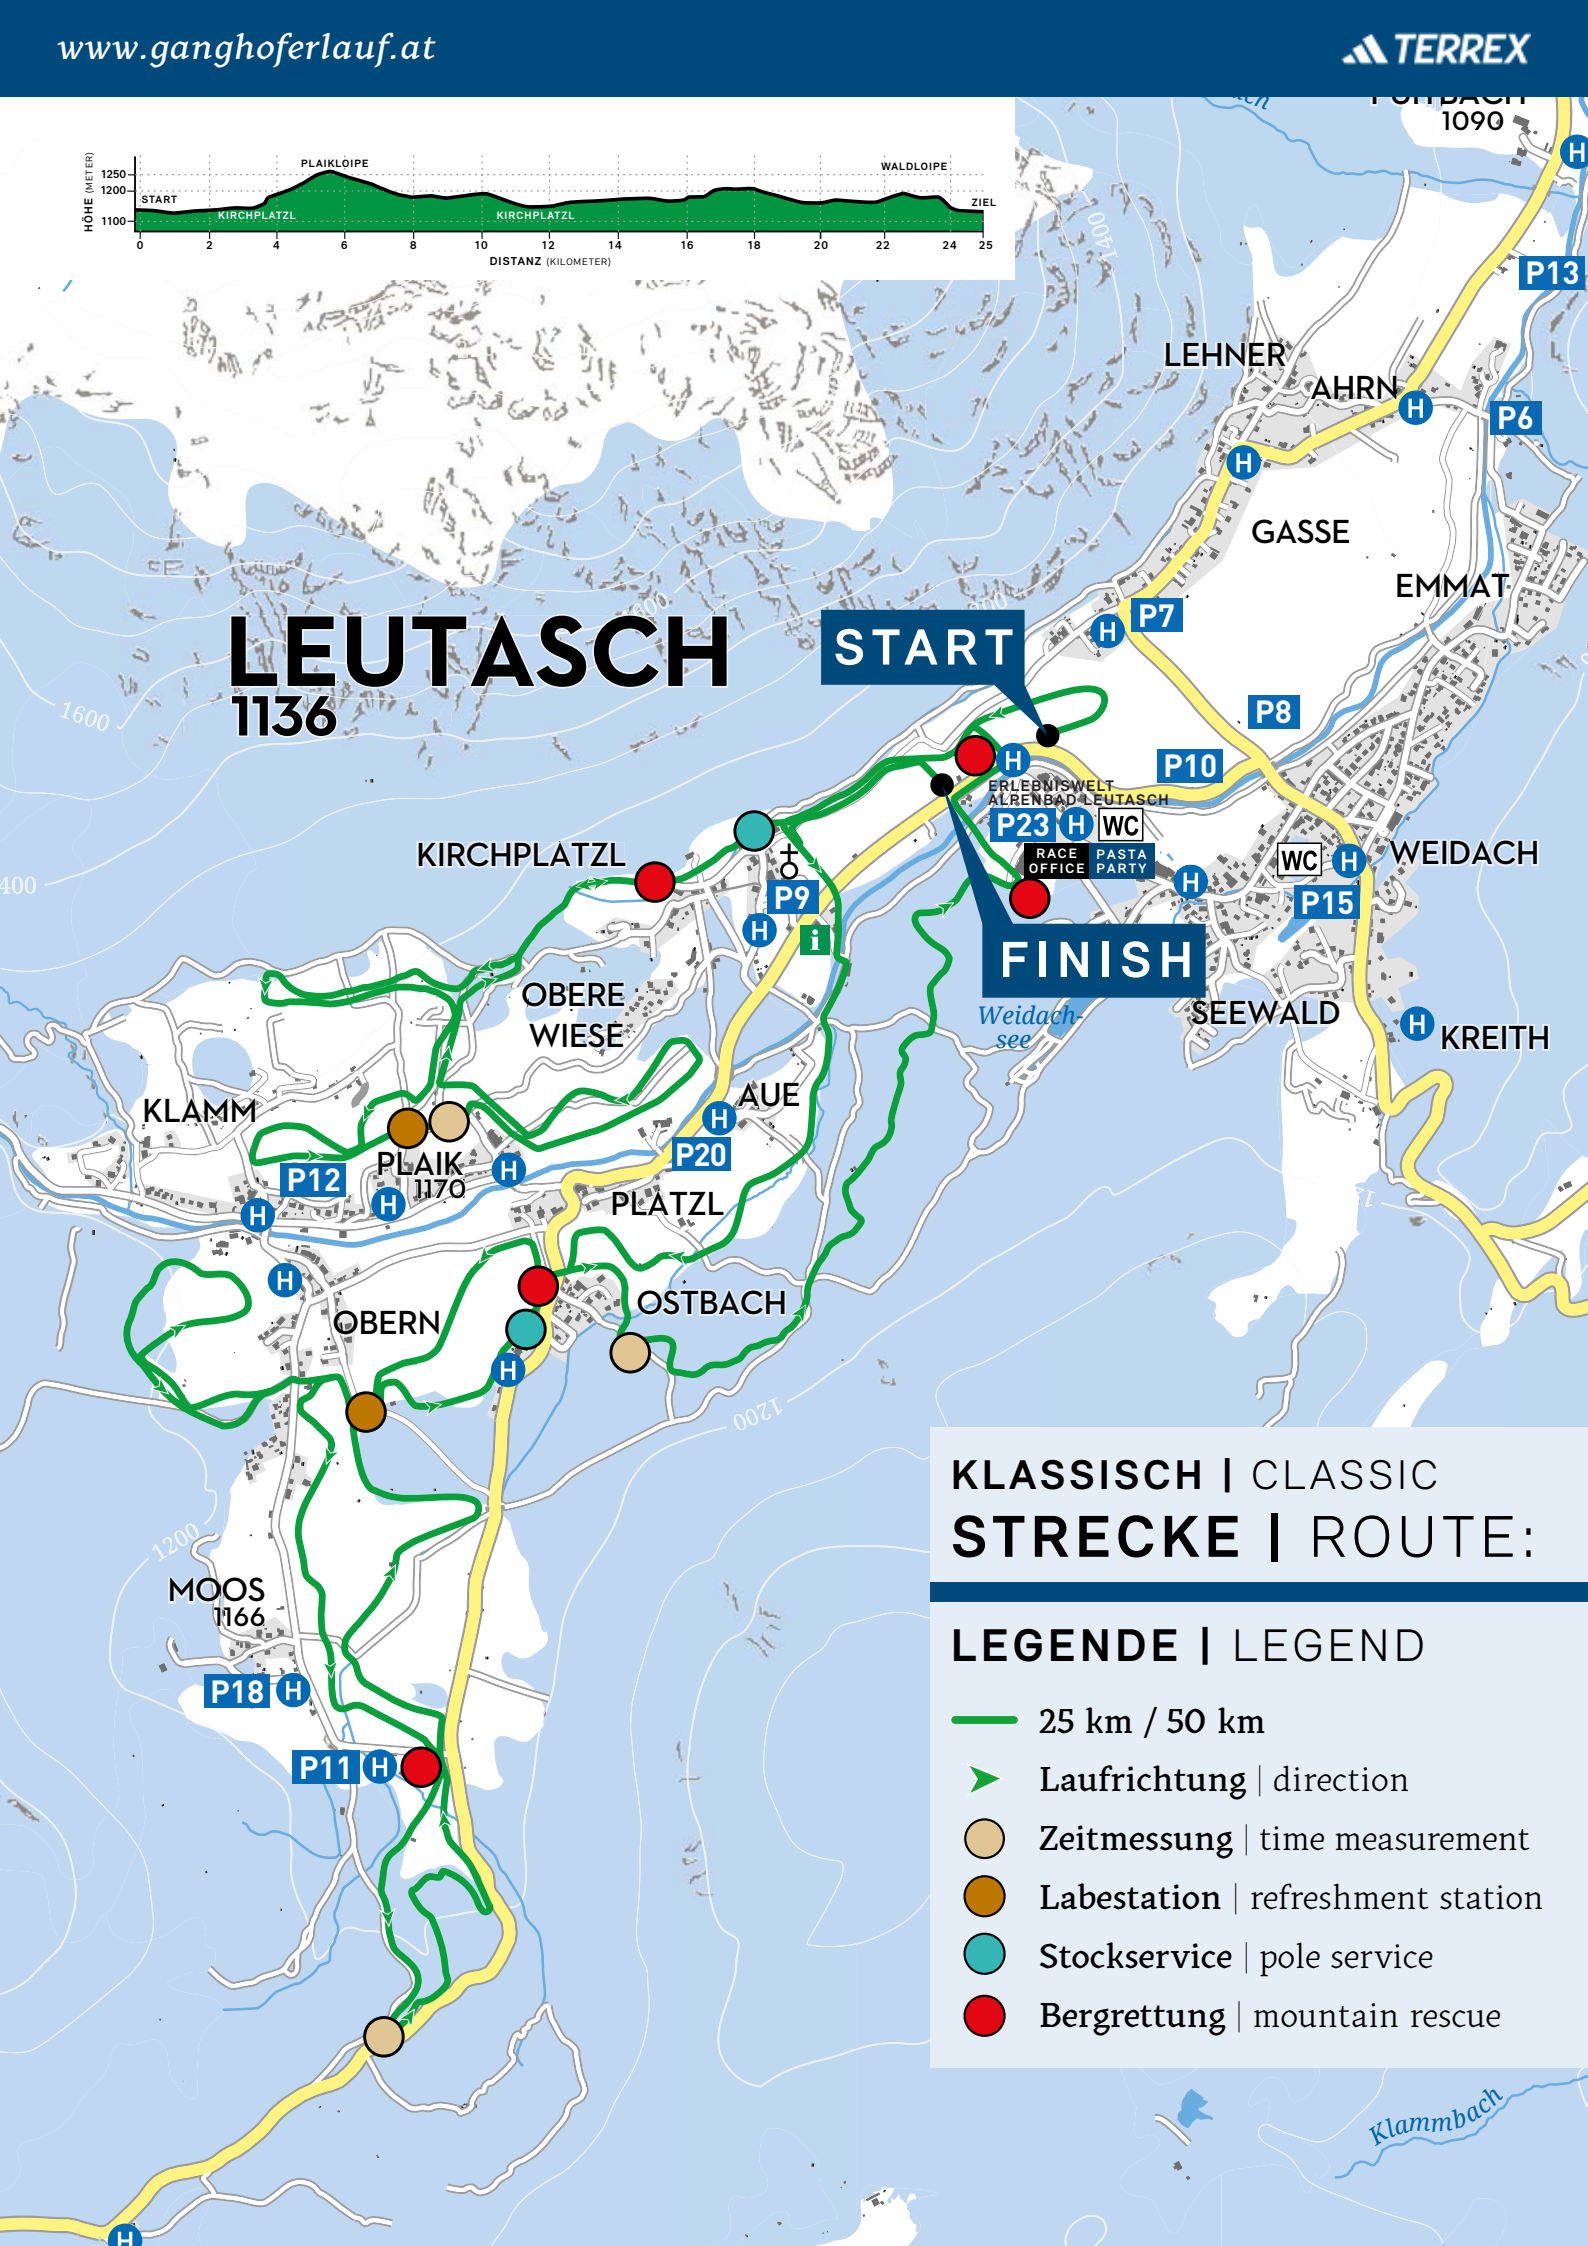 www.ganghoferlauf.at
TERREX
1090
HÖHE (METER)
1250
1200
1100
START
KIRCHPLATZL
PLAIKLOIPE
KIRCHPLATZL
WALDLOIPE
ZIEL
0 2 4 6 8 10 12 14 16 18 20 22 24 25
DISTANZ (KILOMETER)
1400
H
P13
LEHNER
AHRN
H
P6
H
GASSE
EMMAT
1600
LEUTASCH
1136
1600
START
H
P7
P8
P10
H
ERLEBNISWELT
ALPENBAD LEUTASCH
P23 H WC
RACE
OFFICE
PASTA
PARTY
KIRCHPLATZL
P9
H
i
H
WC H
WEIDACH
P15
400
FINISH
Weidach-
see
SEEWALD
H
KREITH
OBERE
WIESE
KLAMM
AUE
H
P20
P12
PLAIK
1170
H
H
H
PLATZL
H
OBERN
OSTBACH
H
1200
1200
MOOS
1166
P18 H
P11 H
H
KLASSISCH | CLASSIC
STRECKE | ROUTE:
LEGENDE | LEGEND
25 km / 50 km
Laufrichtung | direction
Zeitmessung | time measurement
Labestation | refreshment station
Stockservice | pole service
Bergrettung | mountain rescue
Klammbach